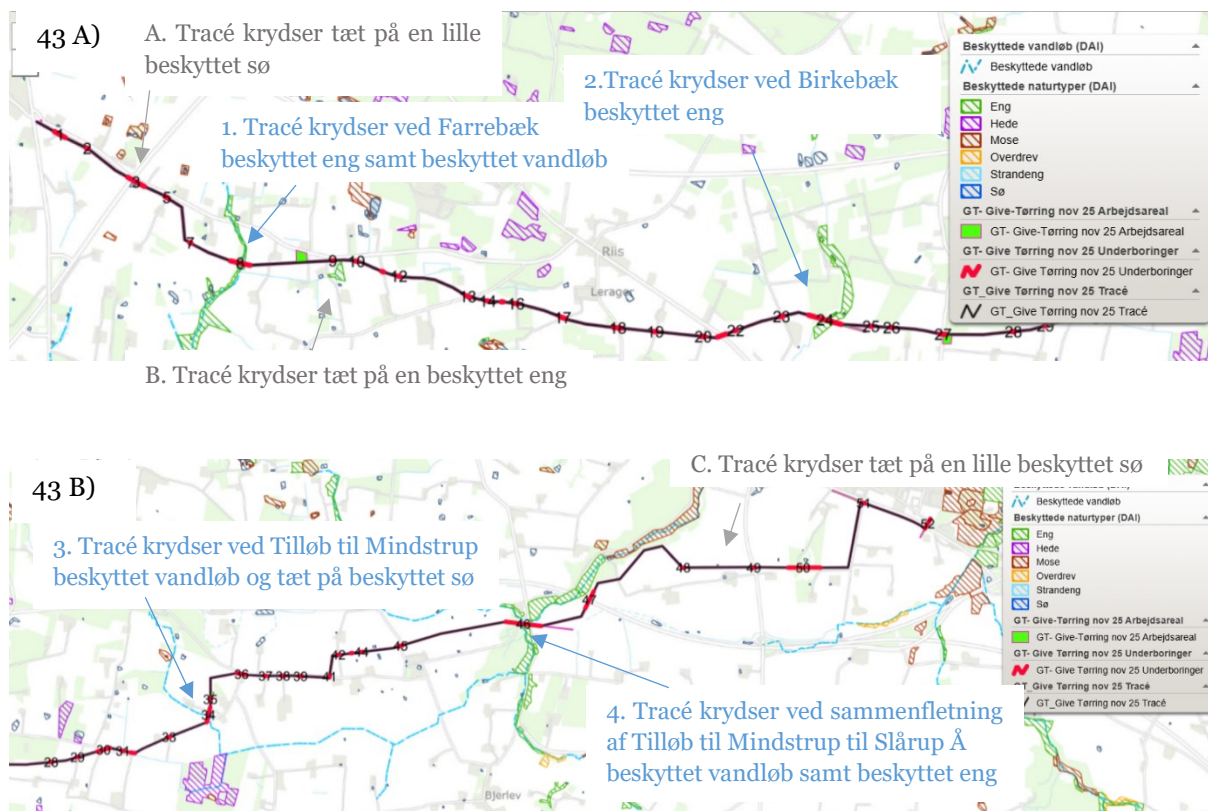 43 A)
A. Tracé krydser tæt på en lille
beskyttet sø
1. Tracé krydser ved Farrebæk
beskyttet eng samt beskyttet vandløb
2.Tracé krydser ved Birkebæk
beskyttet eng
Beskyttede vandløb (DAI)
Beskyttede vandløb
Beskyttede naturtyper (DAI)
Eng
Hede
Mose
Overdrev
Strandeng
Sø
GT- Give-Tørring nov 25 Arbejdsareal
GT- Give-Tørring nov 25 Arbejdsareal
GT- Give Tørring nov 25 Underboringer
GT- Give Tørring nov 25 Underboringer
GT_Give Tørring nov 25 Tracé
GT_Give Tørring nov 25 Tracé
1 2 3 5 7 8 9 10 12 13 14 16 17 18 19 20 22 23 24 25 26 27 28 29
Riis
Lerager
B. Tracé krydser tæt på en beskyttet eng
43 B)
C. Tracé krydser tæt på en lille beskyttet sø
3. Tracé krydser ved Tilløb til Mindstrup
beskyttet vandløb og tæt på beskyttet sø
4. Tracé krydser ved sammenfletning
af Tilløb til Mindstrup til Slårup Å
beskyttet vandløb samt beskyttet eng
28 29 30 31 33 34 35 36 37 38 39 41 42 44 45 46 47 48 49 50 51 52
Bjerlev
Beskyttede vandløb (DAI)
Beskyttede vandløb
Beskyttede naturtyper (DAI)
Eng
Hede
Mose
Overdrev
Strandeng
Sø
GT- Give-Tørring nov 25 Arbejdsareal
GT- Give-Tørring nov 25 Arbejdsareal
GT- Give Tørring nov 25 Underboringer
GT- Give Tørring nov 25 Underboringer
GT_Give Tørring nov 25 Tracé
GT_Give Tørring nov 25 Tracé